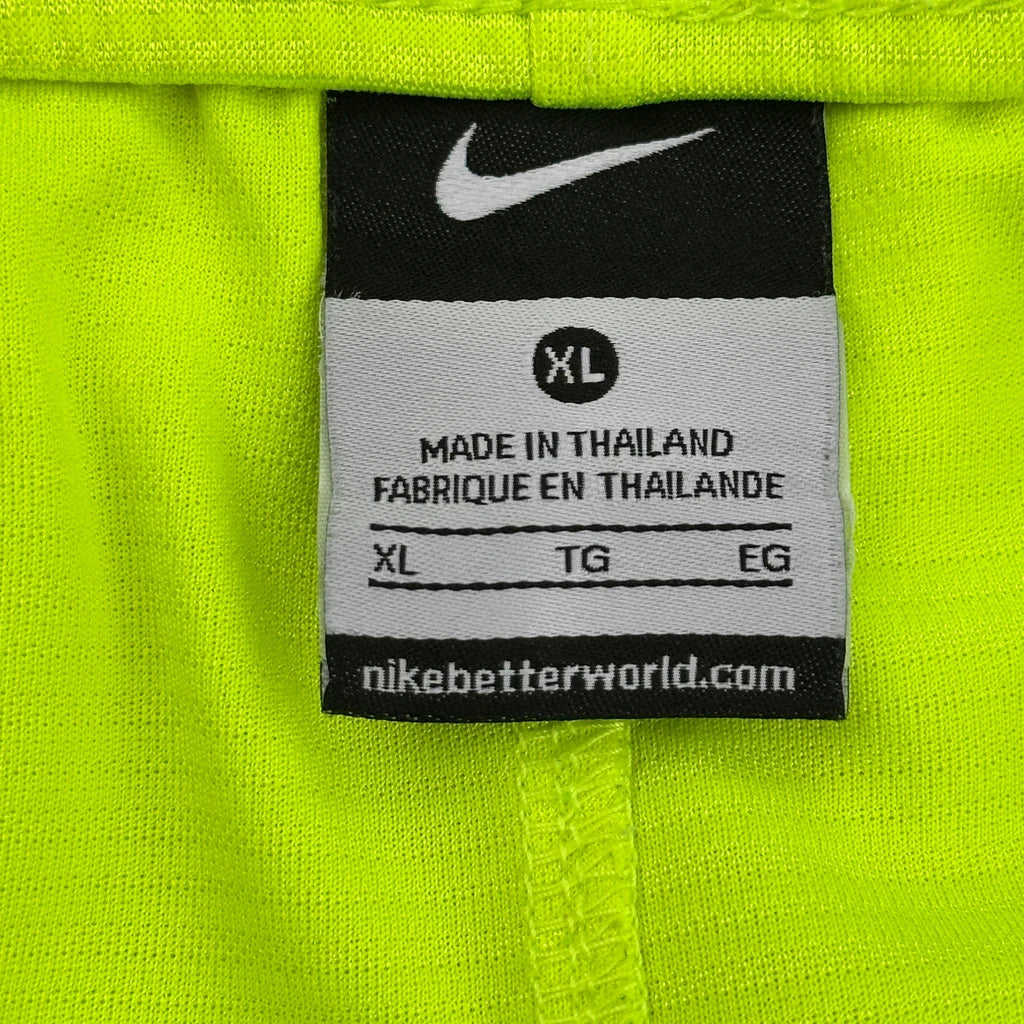 XL
MADE IN THAILAND
FABRIQUE EN THAILANDE
XL TG EG
nikebetterworld.com